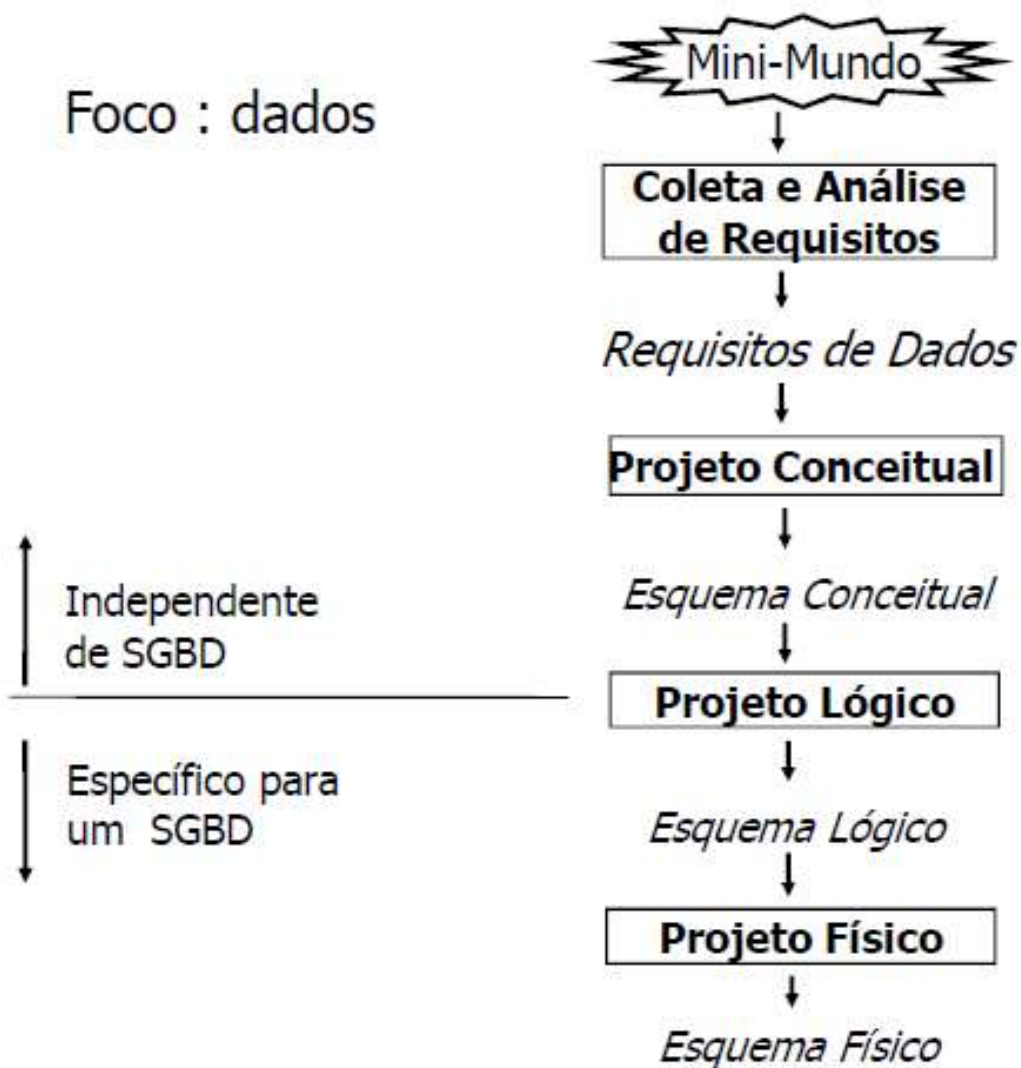 Mini-Mundo
Foco : dados
Coleta e Análise
de Requisitos
Requisitos de Dados
Projeto Conceitual
Esquema Conceitual
Independente
de SGBD
Projeto Lógico
Específico para
um SGBD
Esquema Lógico
Projeto Físico
Esquema Físico